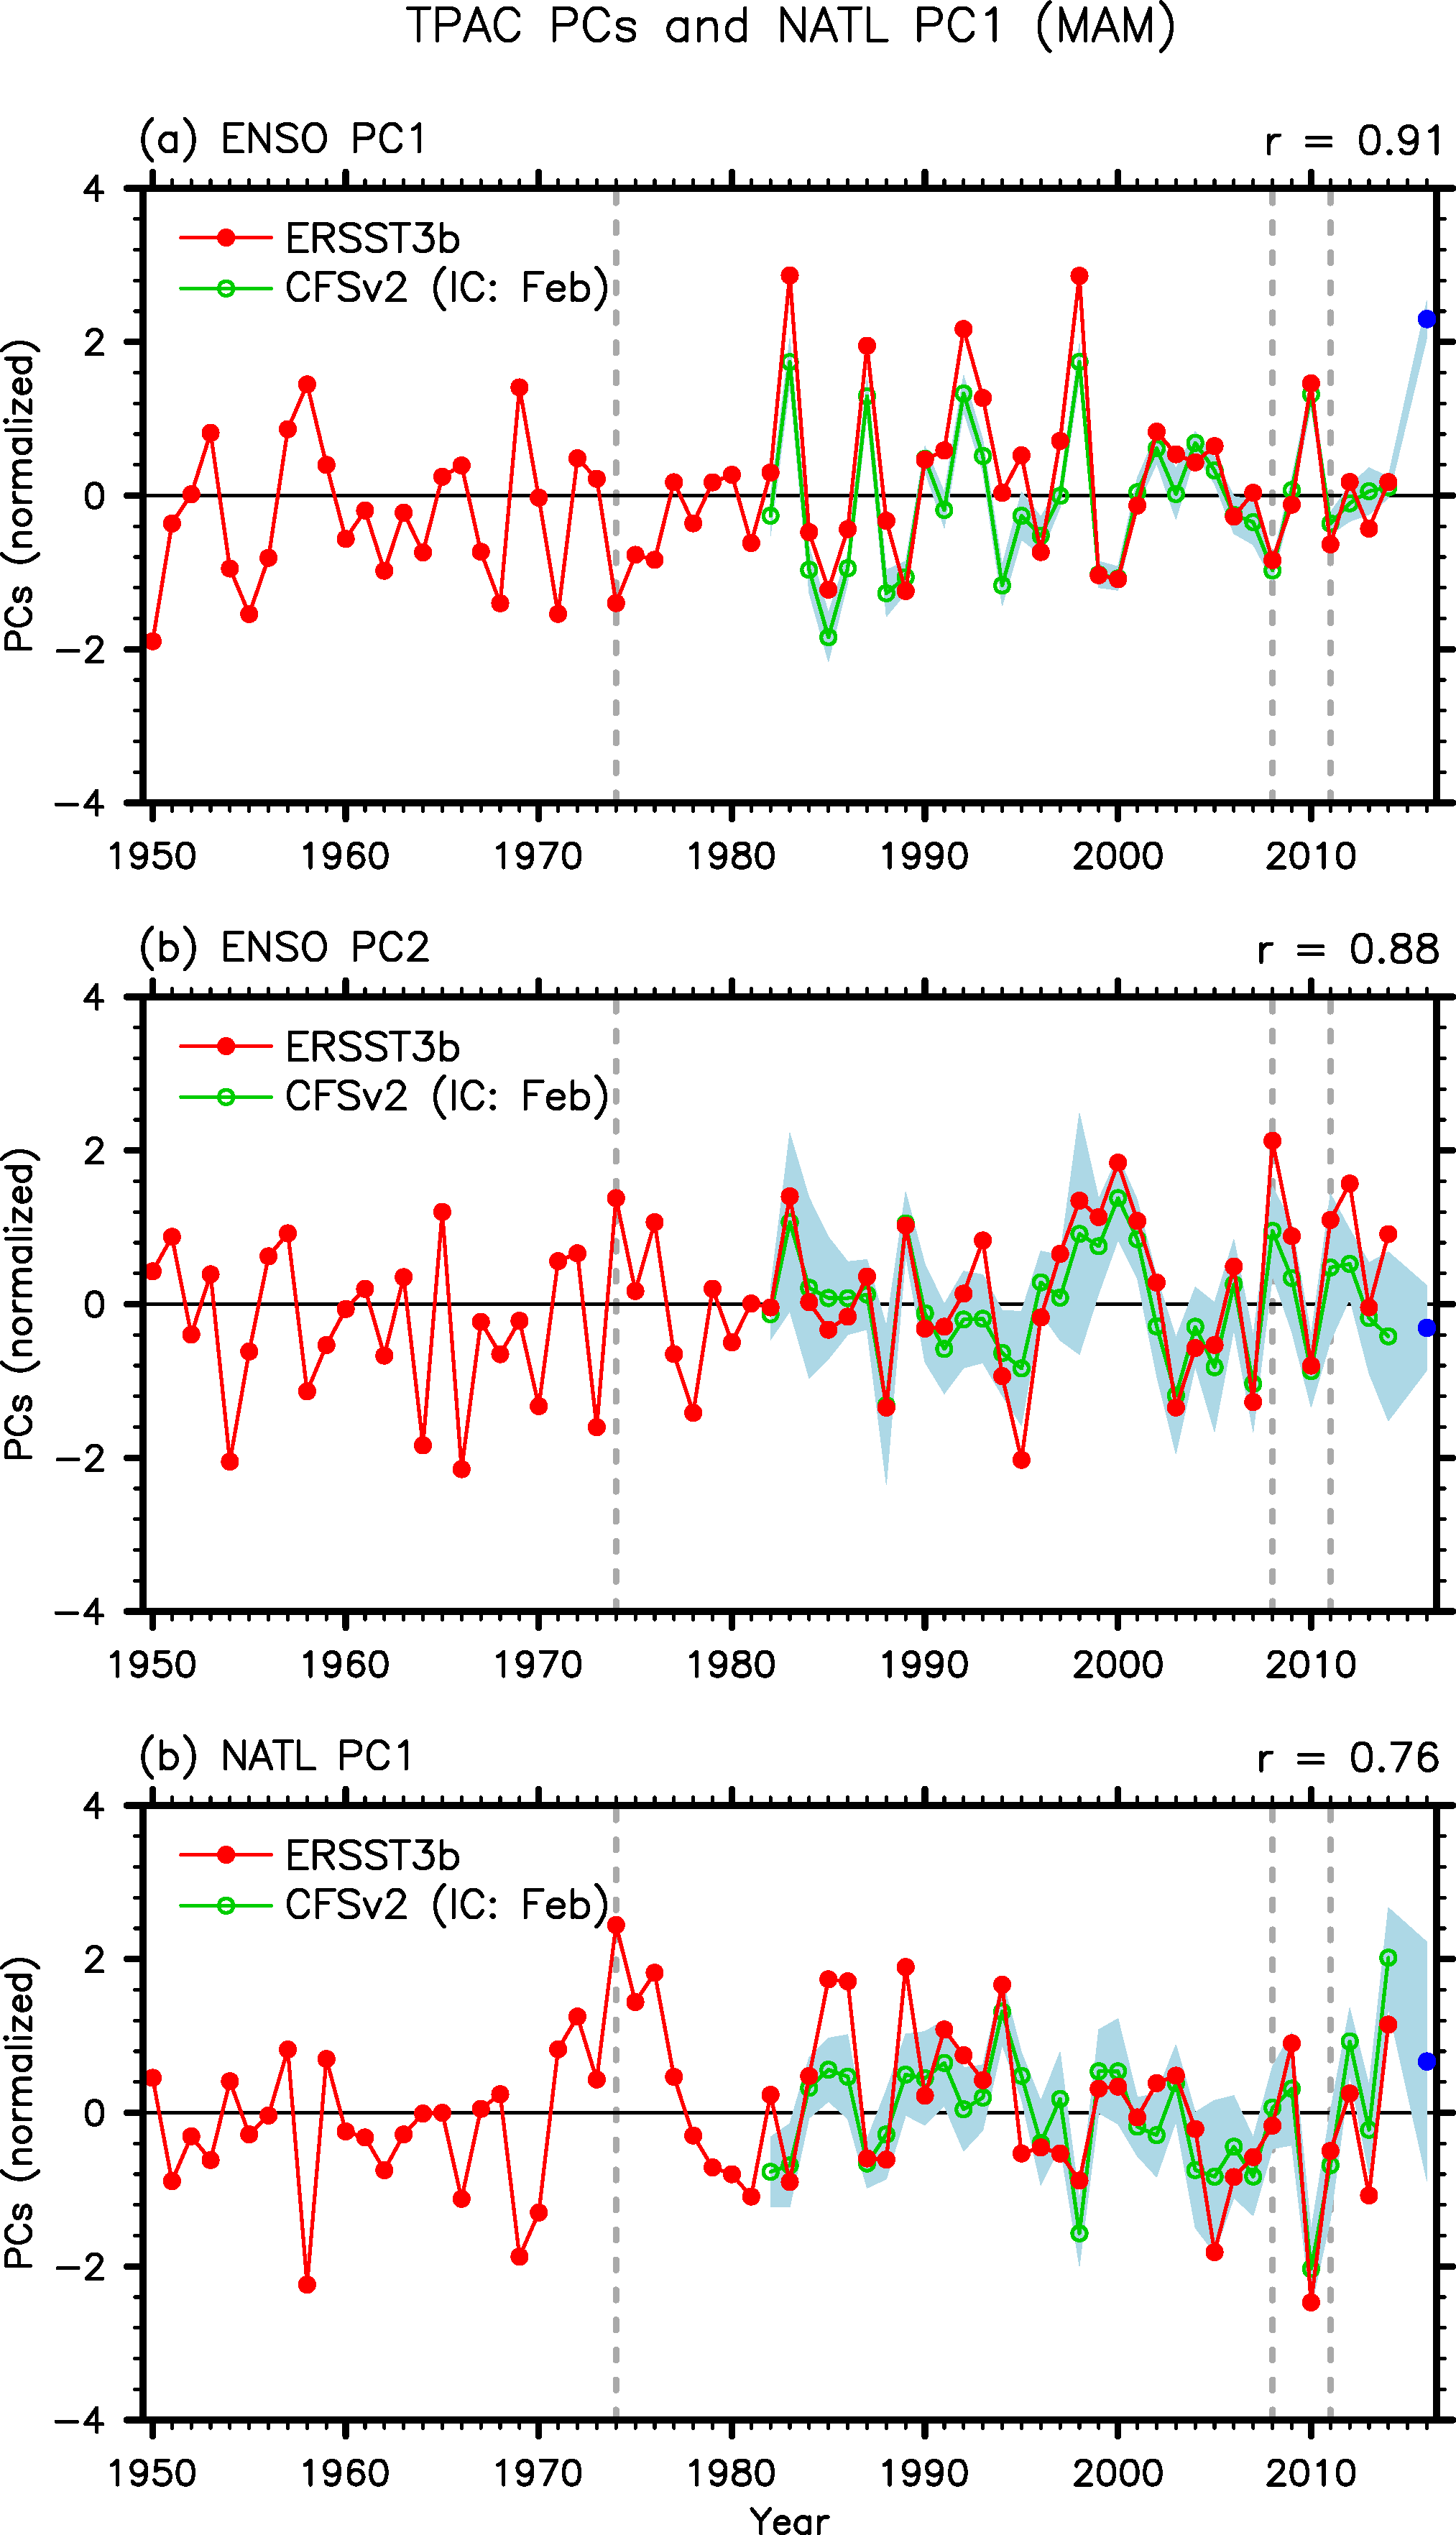 TPAC PCs and NATL PC1 (MAM)
(a) ENSO PC1
r = 0.91
4
2
0
−2
−4
PCs (normalized)
ERSST3b
CFSv2 (IC: Feb)
1950 1960 1970 1980 1990 2000 2010
(b) ENSO PC2
r = 0.88
4
2
0
−2
−4
PCs (normalized)
ERSST3b
CFSv2 (IC: Feb)
1950 1960 1970 1980 1990 2000 2010
(b) NATL PC1
r = 0.76
4
2
0
−2
−4
PCs (normalized)
ERSST3b
CFSv2 (IC: Feb)
1950 1960 1970 1980 1990 2000 2010
Year